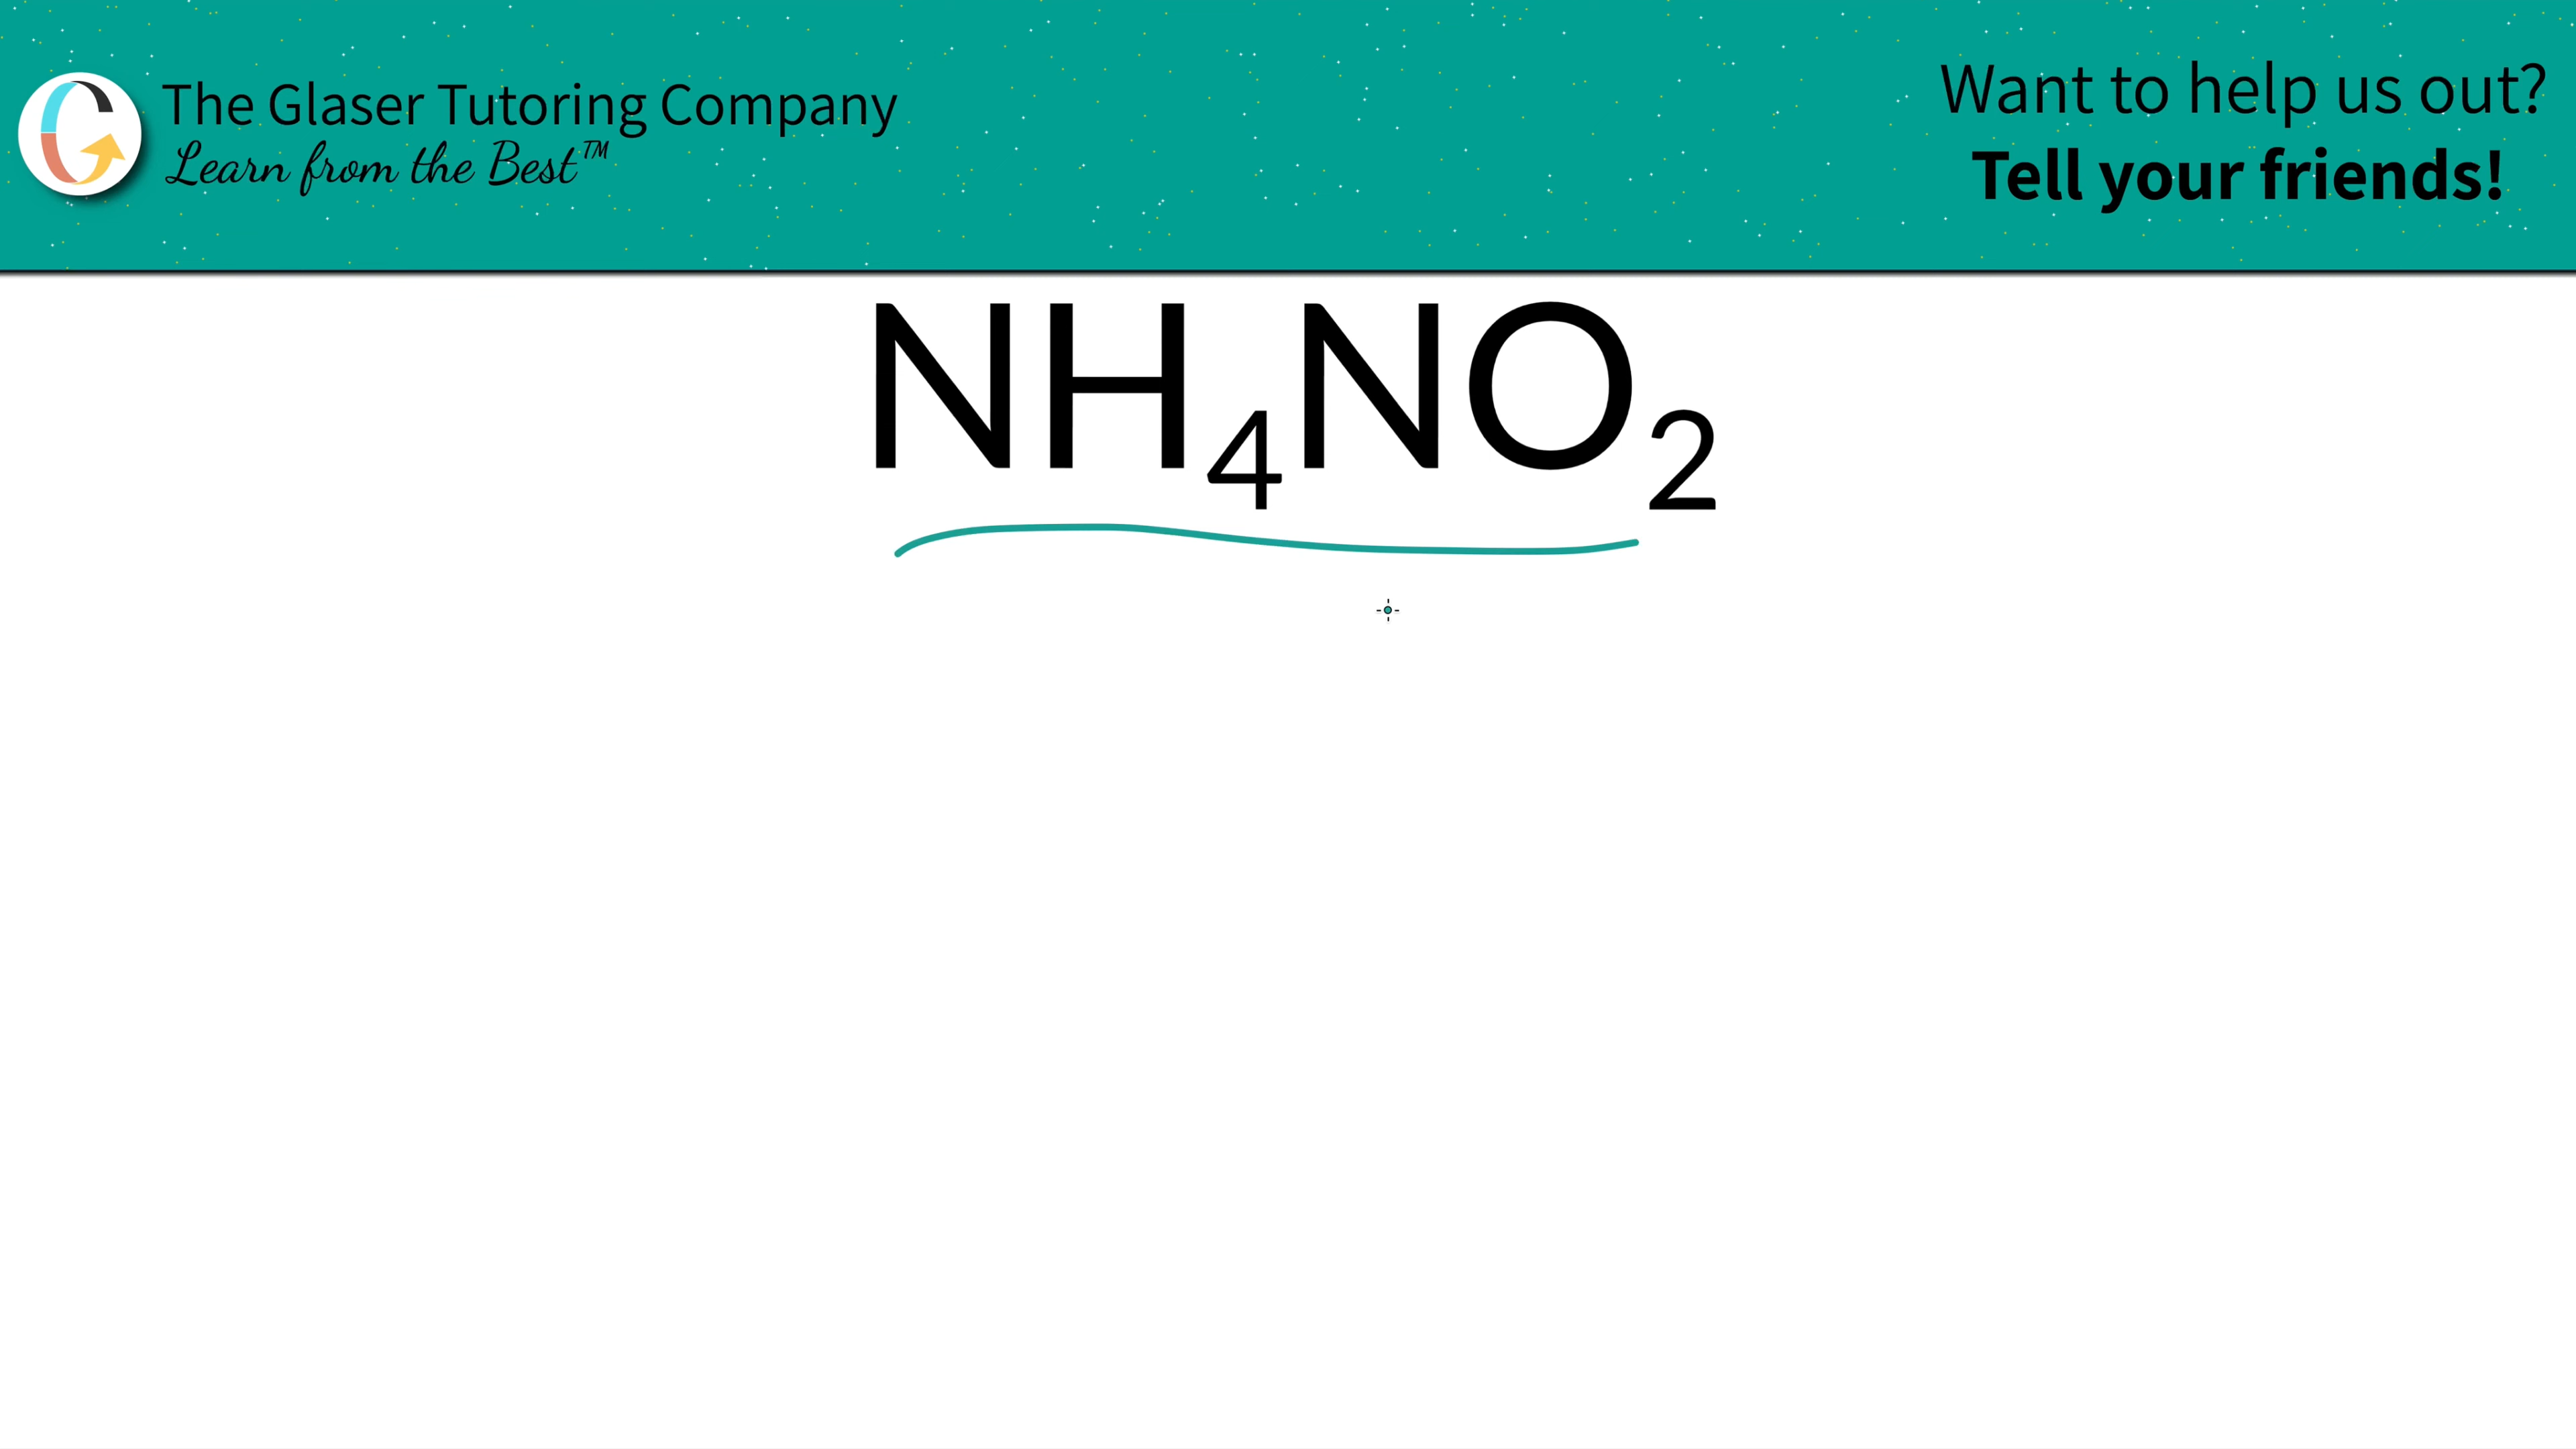 The Glaser Tutoring Company
Learn from the Best™
Want to help us out?
Tell your friends!
NH₄NO₂